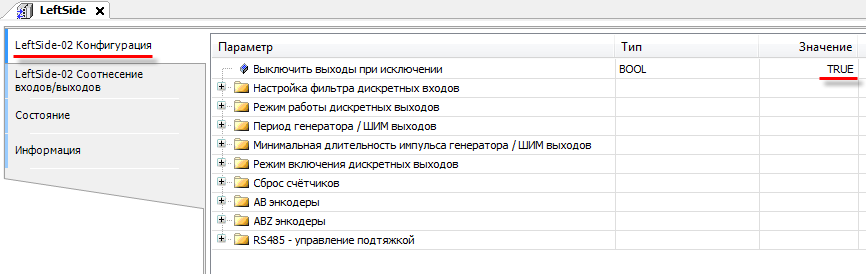 LeftSide
LeftSide-02 Конфигурация
LeftSide-02 Соотнесение
входов/выходов
Состояние
Информация
Параметр Тип Значение
Выключить выходы при исключении BOOL TRUE
Настройка фильтра дискретных входов
Режим работы дискретных выходов
Период генератора / ШИМ выходов
Минимальная длительность импульса генератора / ШИМ выходов
Режим включения дискретных выходов
Сброс счётчиков
AB энкодеры
ABZ энкодеры
RS485 - управление подтяжкой